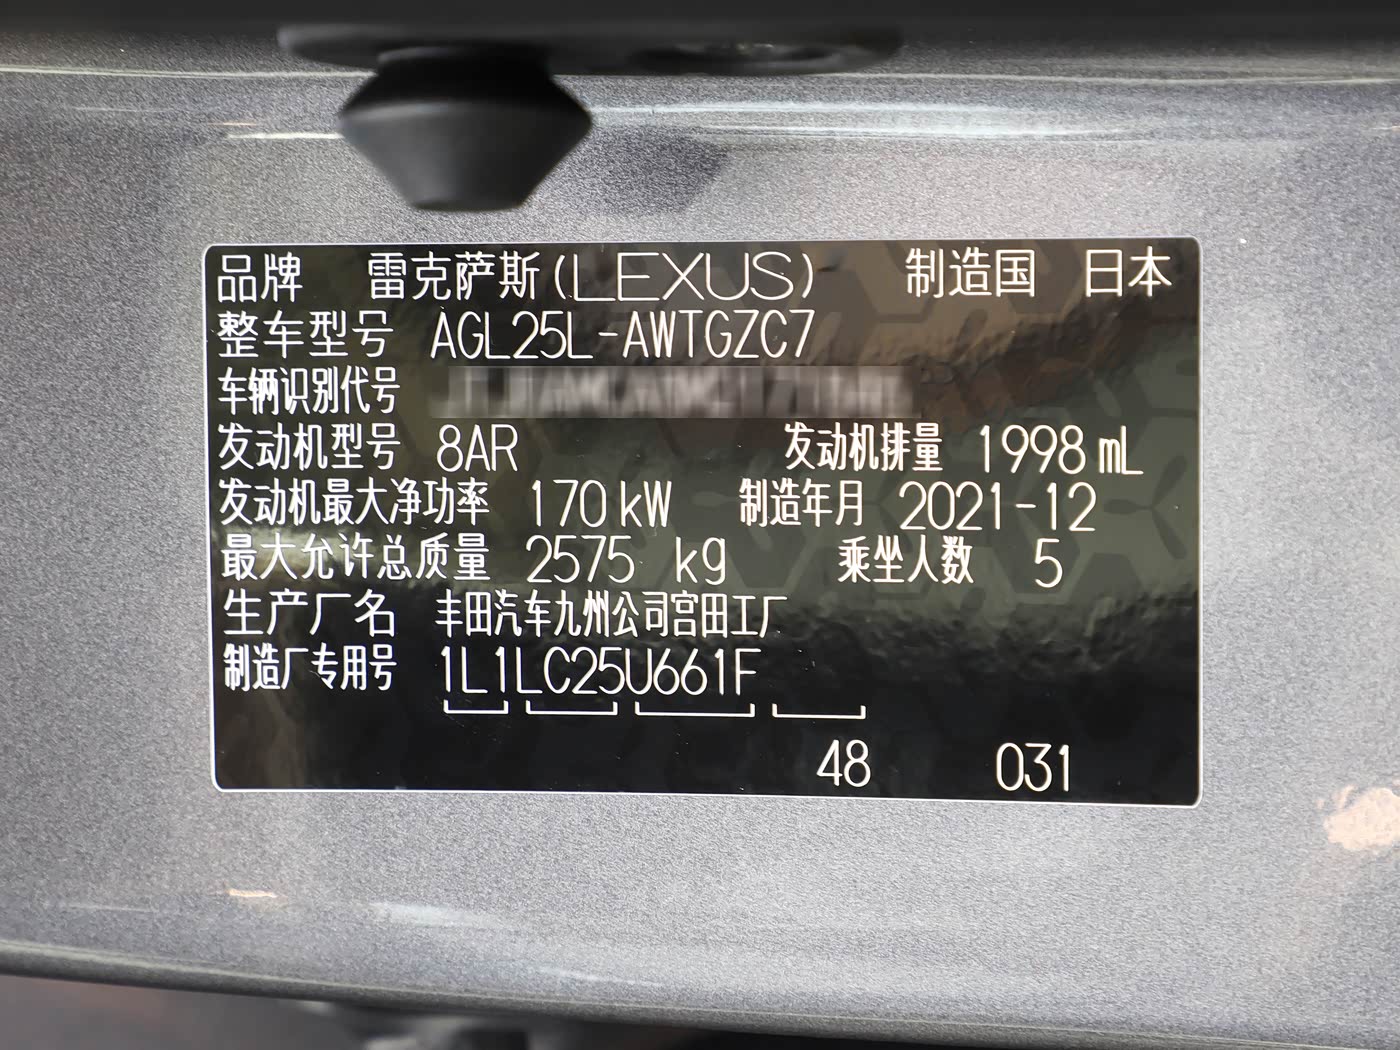 品牌 雷克萨斯(LEXUS) 制造国 日本
整车型号 AGL25L-AWTGZC7
车辆识别代号
发动机型号 8AR 发动机排量 1998mL
发动机最大净功率 170kW 制造年月 2021-12
最大允许总质量 2575 kg 乘坐人数 5
生产厂名 丰田汽车九州公司宫田工厂
制造厂专用号 1L1LC25U661F
48 031